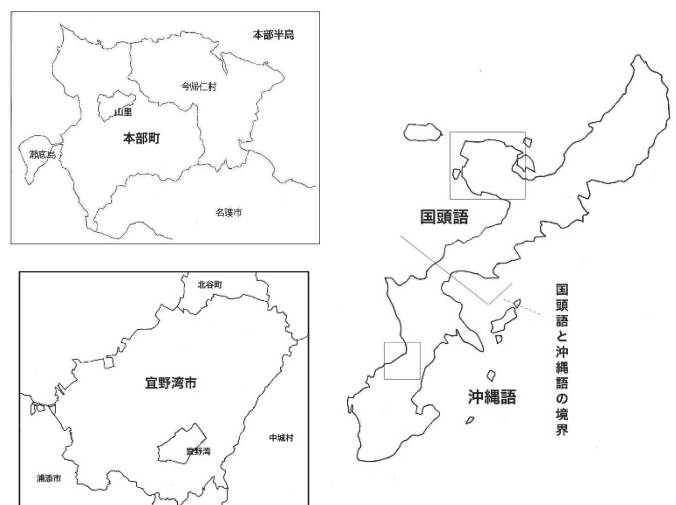 本部半島
今帰仁村
山里
本部町
瀬底島
名護市
北谷町
宜野湾市
中城村
宜野湾
浦添市
国頭語
沖縄語
国頭語と沖縄語の境界